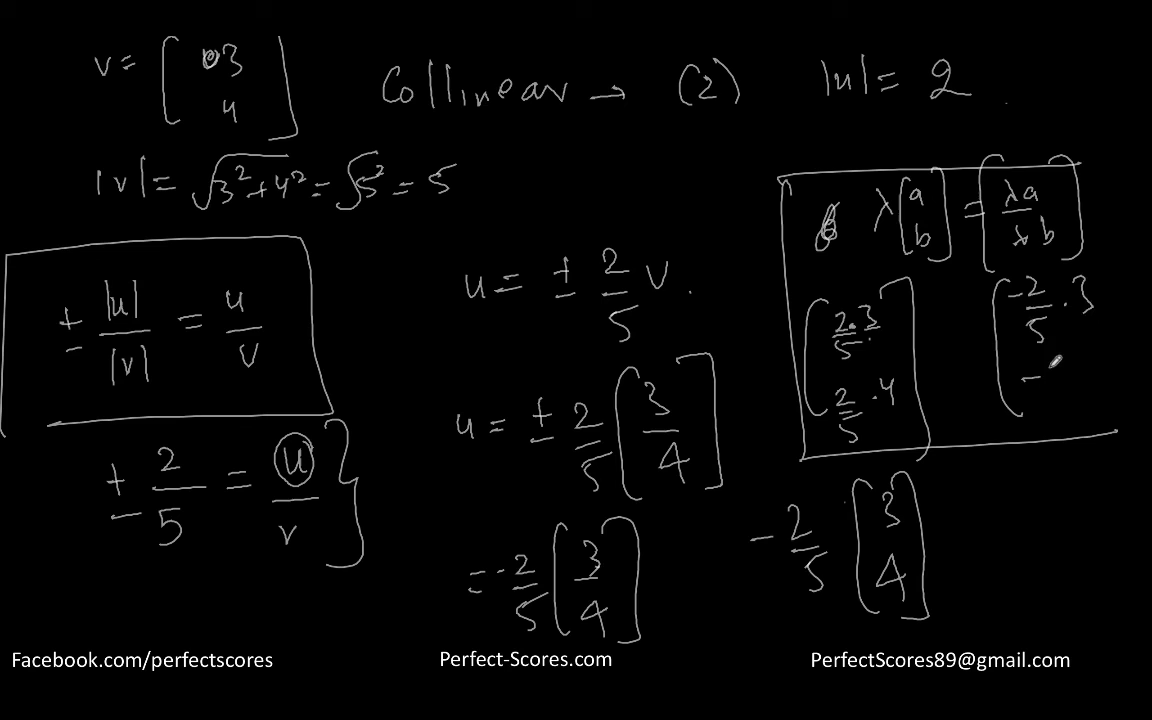 v = [ 3 4 ] Collinear → (2) |u| = 2
|v| = √3²+4² = √5² = 5
λ [ a b ] = [ λa λb ]
± |u| / |v| = u / v
u = ± 2/5 v .
[ 2/5 · 3 2/5 · 4 ] [ -2/5 · 3 - 
u = ± 2/5 [ 3 4 ]
± 2/5 = u / v }
= -2/5 [ 3 4 ] - 2/5 [ 3 4 ]
Facebook.com/perfectscores Perfect-Scores.com PerfectScores89@gmail.com